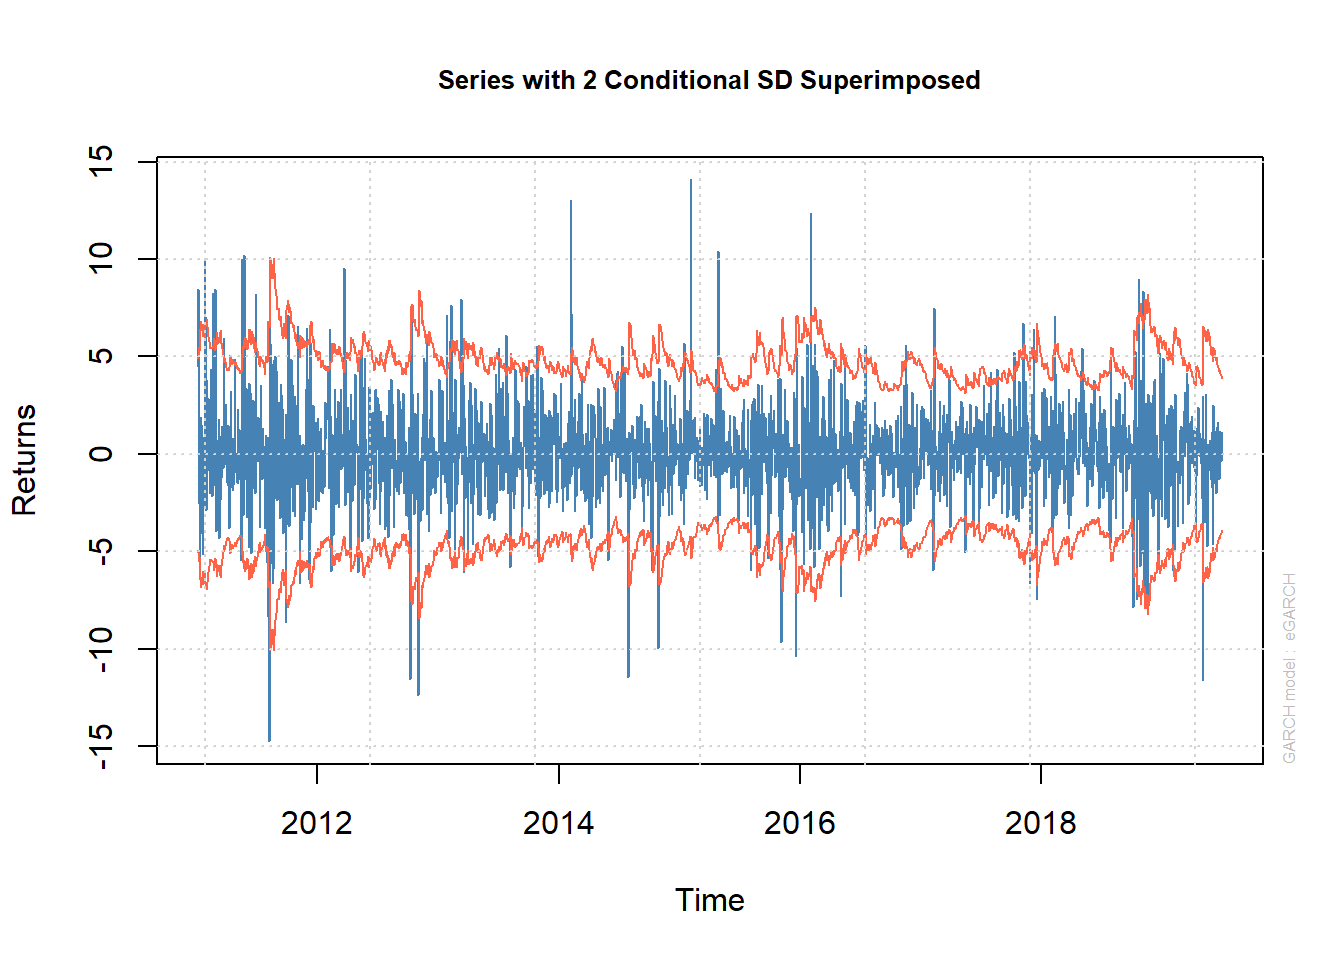 Series with 2 Conditional SD Superimposed
15
10
5
0
-5
-10
-15
Returns
2012
2014
2016
2018
Time
GARCH model : eGARCH